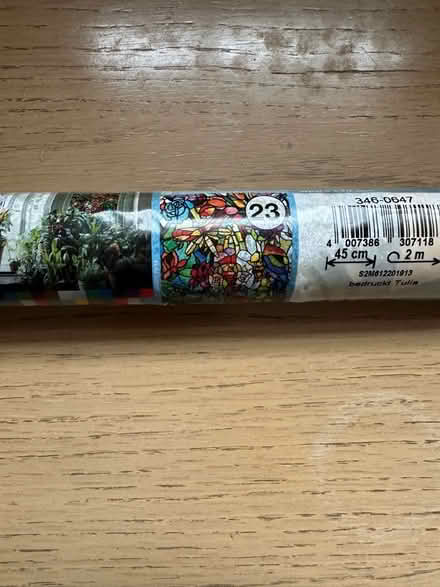 23
346-0647
4 007386 307118
45 cm 2 m
S2M612201913
bedruckt Tulia